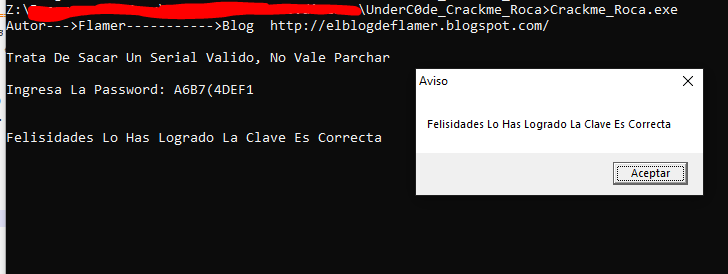 Z:\ \UnderC0de_Crackme_Roca>Crackme_Roca.exe
Autor--->Flamer----------->Blog  http://elblogdeflamer.blogspot.com/
Trata De Sacar Un Serial Valido, No Vale Parchar
Ingresa La Password: A6B7(4DEF1
Felisidades Lo Has Logrado La Clave Es Correcta
Aviso
Felisidades Lo Has Logrado La Clave Es Correcta
Aceptar